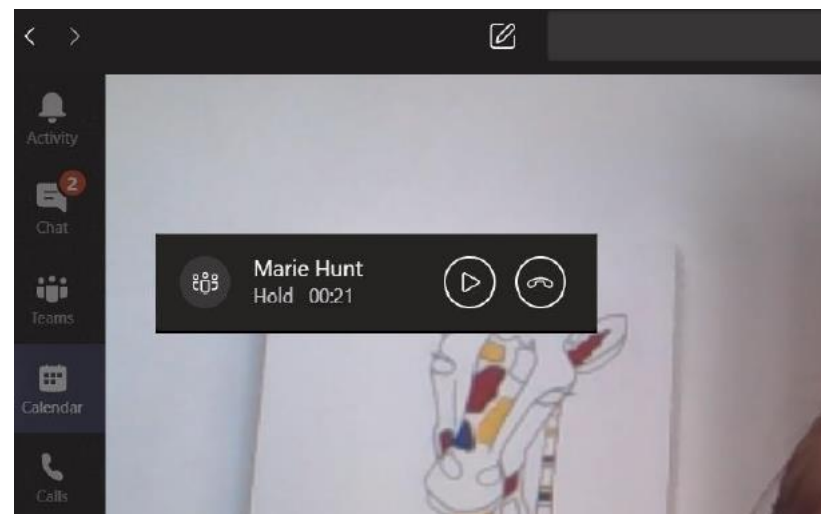 Activity
2
Chat
Teams
Calendar
Calls
Marie Hunt
Hold 00:21